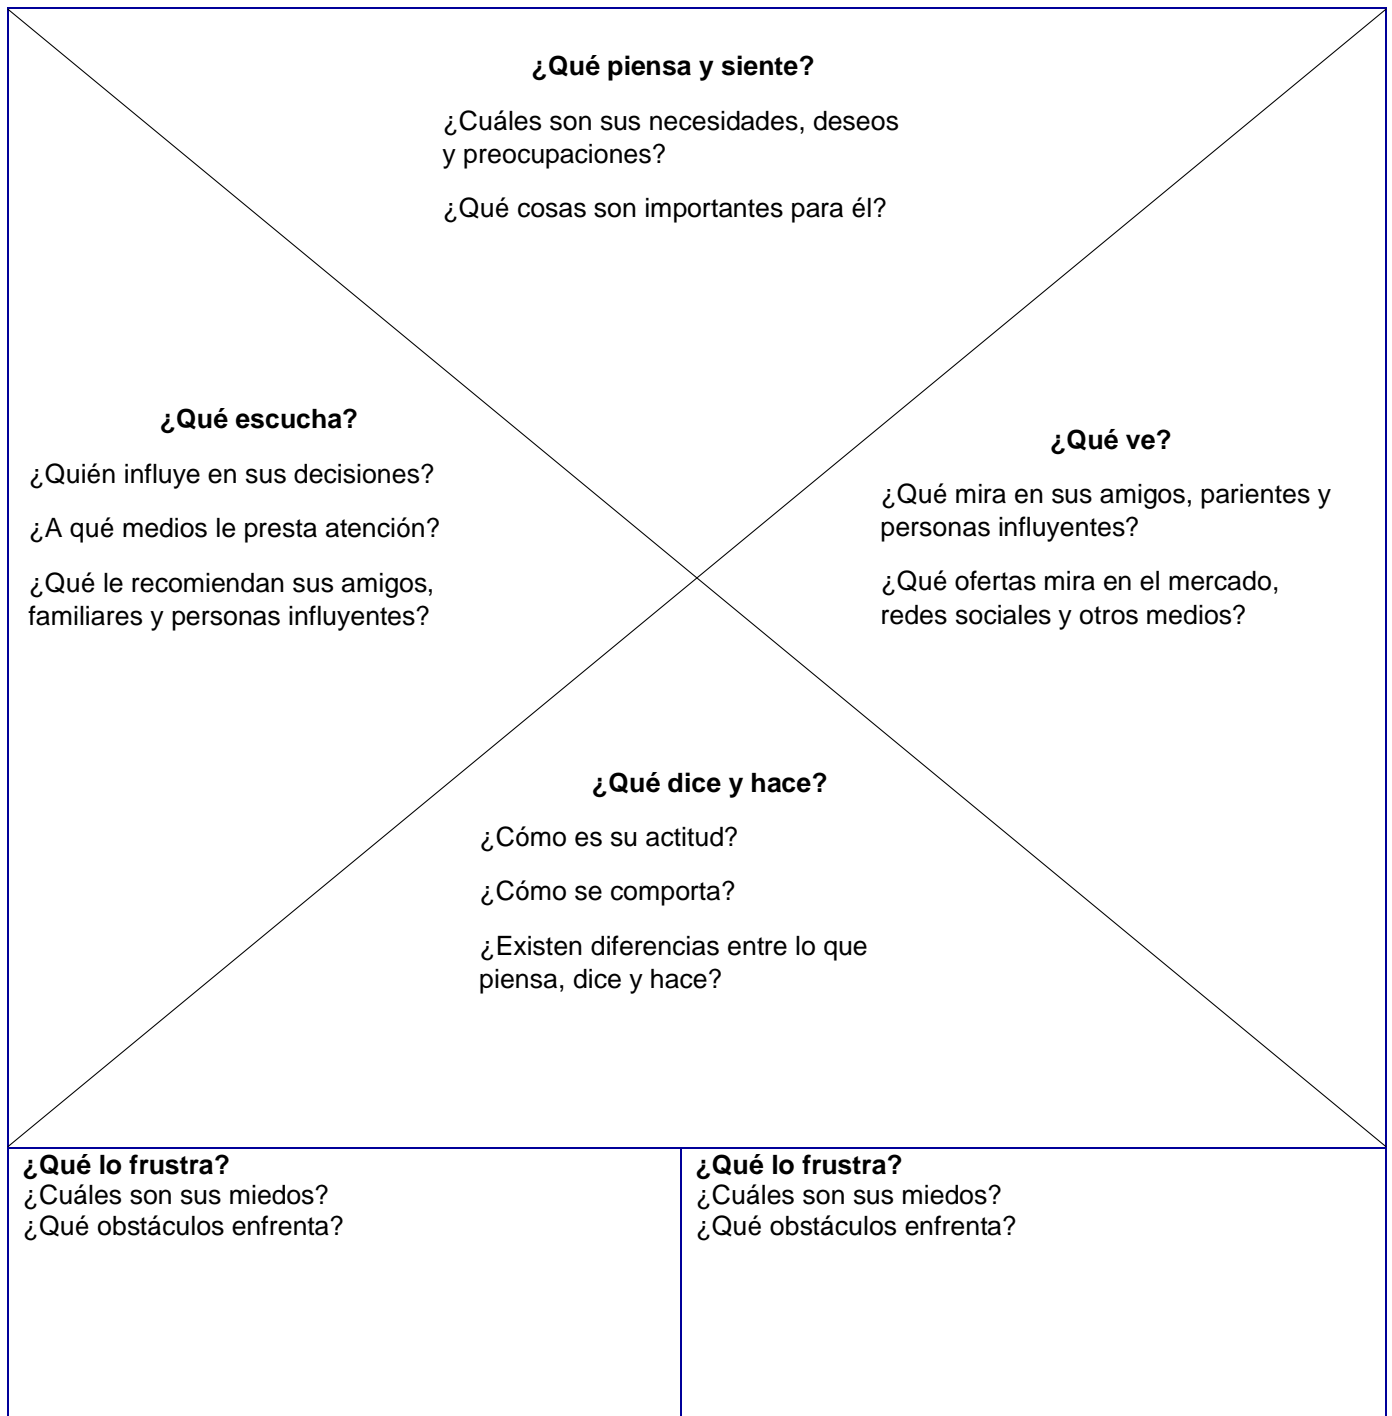 ¿Qué piensa y siente?
¿Cuáles son sus necesidades, deseos
y preocupaciones?
¿Qué cosas son importantes para él?
¿Qué escucha?
¿Quién influye en sus decisiones?
¿A qué medios le presta atención?
¿Qué le recomiendan sus amigos,
familiares y personas influyentes?
¿Qué ve?
¿Qué mira en sus amigos, parientes y
personas influyentes?
¿Qué ofertas mira en el mercado,
redes sociales y otros medios?
¿Qué dice y hace?
¿Cómo es su actitud?
¿Cómo se comporta?
¿Existen diferencias entre lo que
piensa, dice y hace?
¿Qué lo frustra?
¿Cuáles son sus miedos?
¿Qué obstáculos enfrenta?
¿Qué lo frustra?
¿Cuáles son sus miedos?
¿Qué obstáculos enfrenta?